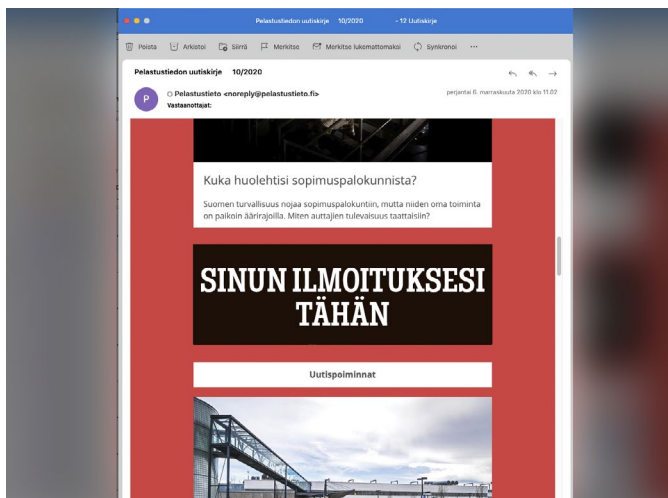 Pelastustiedon uutiskirje 10/2020 - 12 Uutiskirje
Poista Arkistoi Siirrä Merkitse Merkitse lukemattomaksi Synkronoi ...
Pelastustiedon uutiskirje 10/2020
P
Pelastustieto <noreply@pelastustieto.fi>
perjantai 6. marraskuuta 2020 klo 11.02
Vastaanottajat:
Kuka huolehtisi sopimuspalokunnista?
Suomen turvallisuus nojaa sopimuspalokuntiin, mutta niiden oma toiminta
on paikoin äärirajoilla. Miten auttajien tulevaisuus taattaisiin?
SINUN ILMOITUKSESI
TÄHÄN
Uutispoiminnat